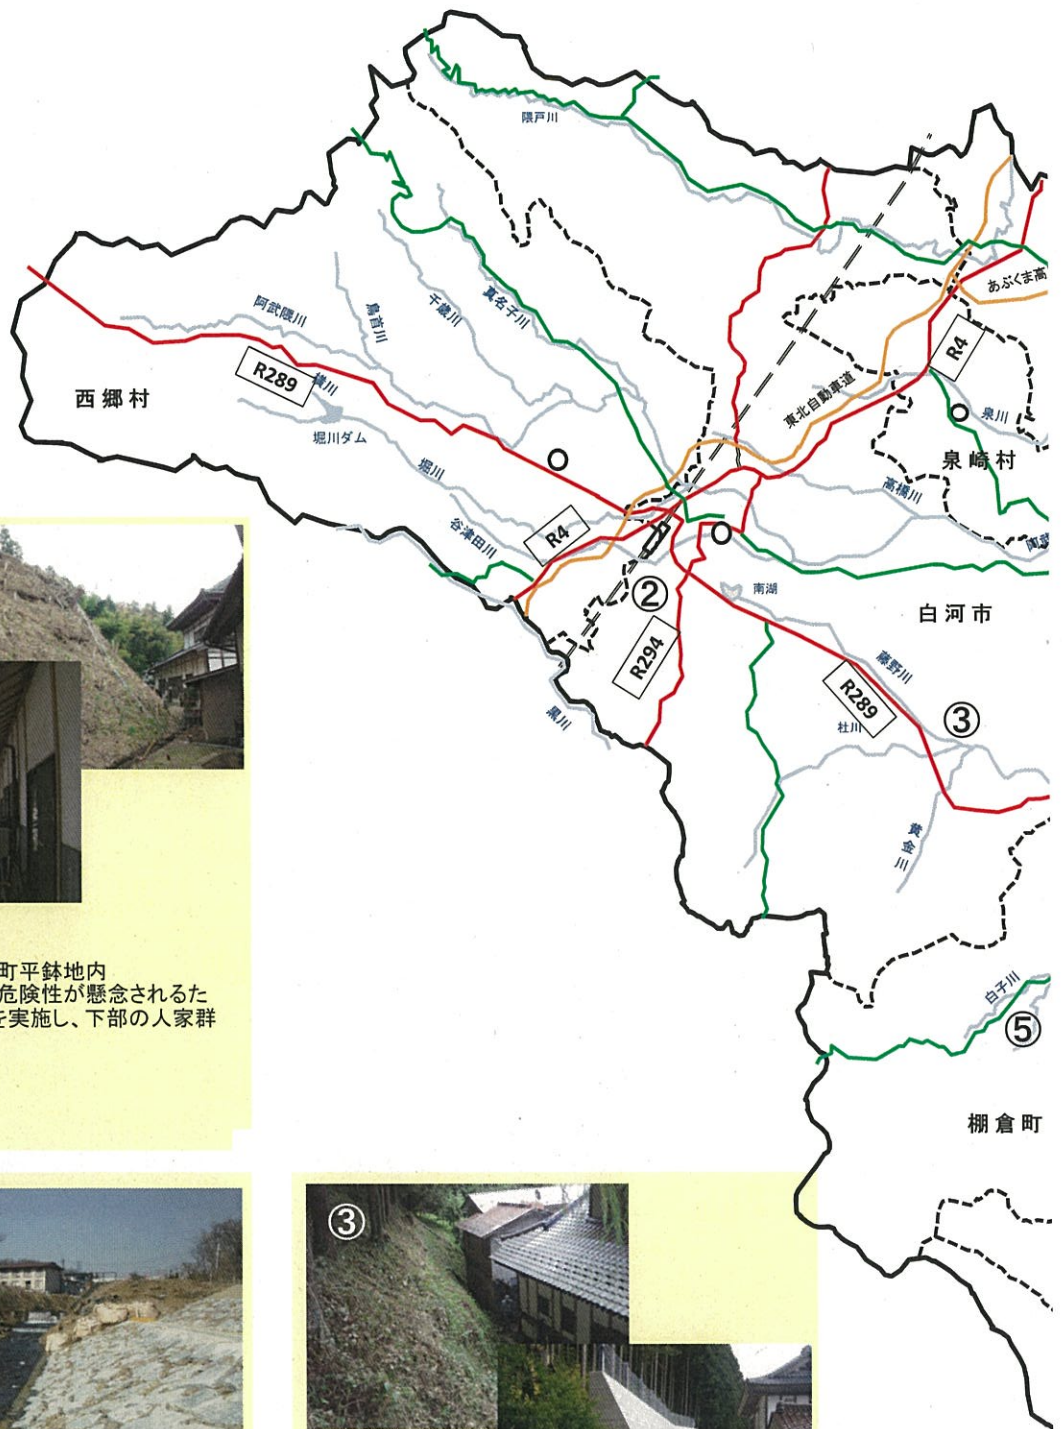 隈戸川
あぶくま高
真名子川
千歳川
鳥首川
阿武隈川
R4
R289
横川
東北自動車道
西郷村
泉川
堀川ダム
泉崎村
堀川
高橋川
谷津田川
R4
②
南湖
白河市
R294
藤野川
R289
③
黒川
社川
黄金川
町平鉢地内
危険性が懸念されるた
を実施し、下部の人家群
白子川
⑤
棚倉町
③